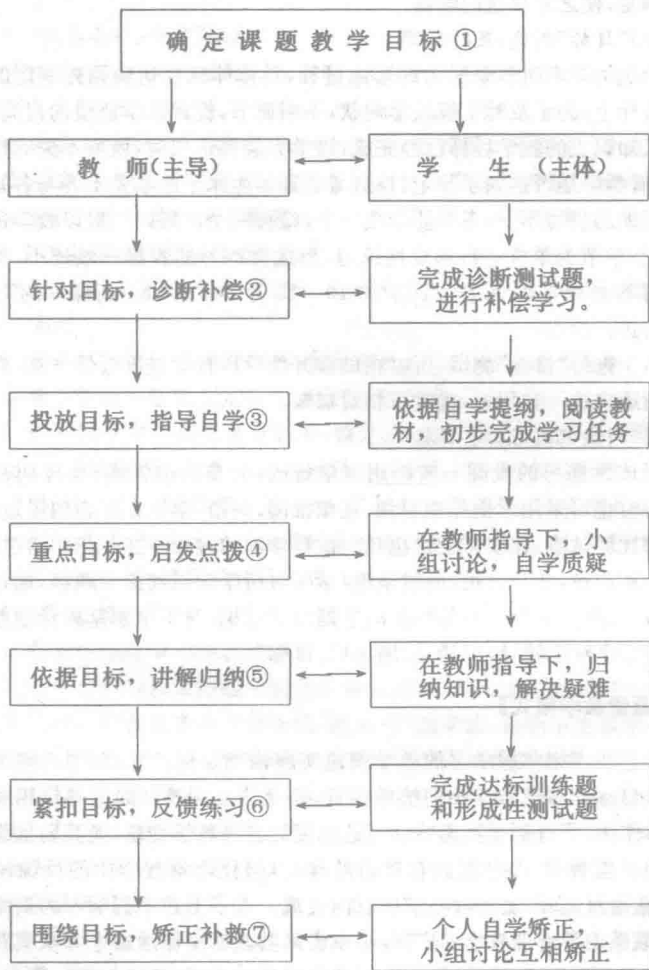 确定课题教学目标①
教 师(主导)
学 生(主体)
针对目标，诊断补偿②
完成诊断测试题，
进行补偿学习。
投放目标，指导自学③
依据自学提纲，阅读教
材，初步完成学习任务
重点目标，启发点拨④
在教师指导下，小
组讨论，自学质疑
依据目标，讲解归纳⑤
在教师指导下，归
纳知识，解决疑难
紧扣目标，反馈练习⑥
完成达标训练题
和形成性测试题
围绕目标，矫正补救⑦
个人自学矫正，
小组讨论互相矫正